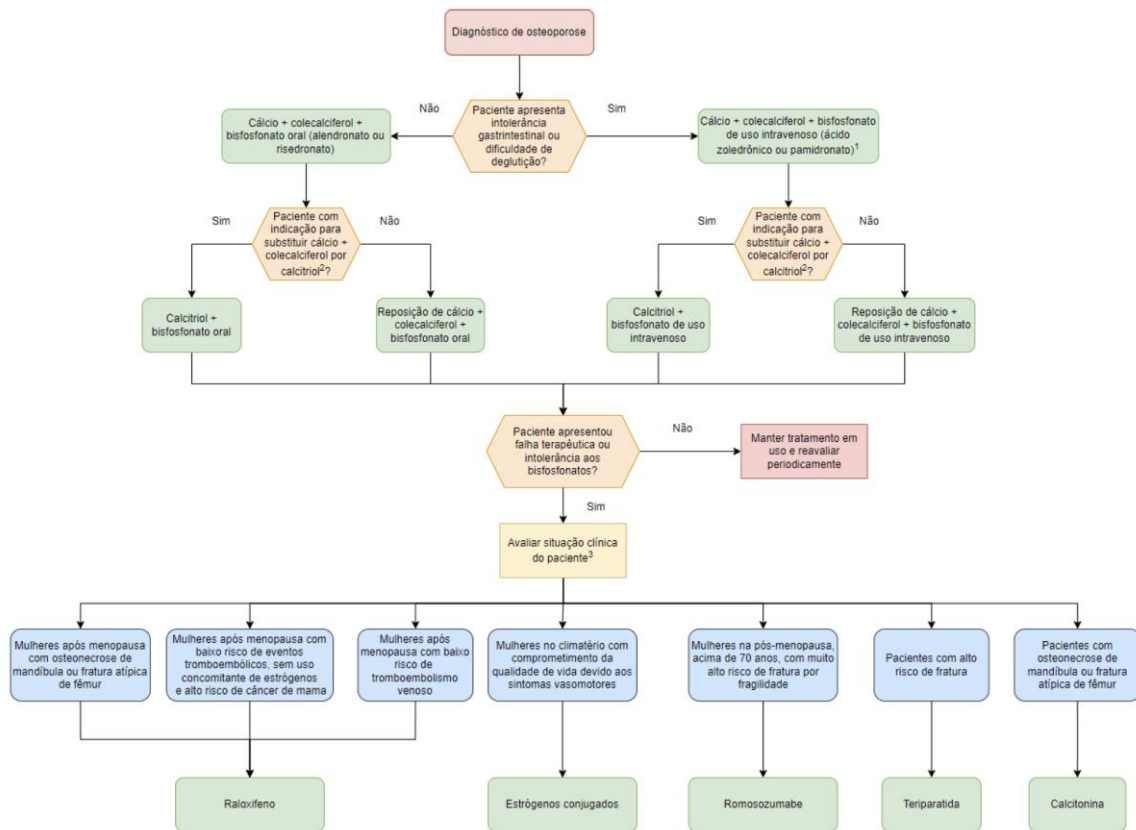 Diagnóstico de osteoporose
Não
Paciente apresenta
intolerância
gastrintestinal ou
dificuldade de
deglutição?
Sim
Cálcio + colecalciferol +
bisfosfonato oral (alendronato ou
risedronato)
Cálcio + colecalciferol + bisfosfonato
de uso intravenoso (ácido
zoledrônico ou pamidronato)¹
Sim
Paciente com
indicação para
substituir cálcio +
colecalciferol por
calcitriol²?
Não
Sim
Paciente com
indicação para
substituir cálcio +
colecalciferol por
calcitriol²?
Não
Calcitriol +
bisfosfonato oral
Reposição de cálcio +
colecalciferol +
bisfosfonato oral
Calcitriol +
bisfosfonato de uso
intravenoso
Reposição de cálcio +
colecalciferol + bisfosfonato
de uso intravenoso
Paciente apresentou
falha terapêutica ou
intolerância aos
bisfosfonatos?
Não
Manter tratamento em
uso e reavaliar
periodicamente
Sim
Avaliar situação clínica
do paciente³
Mulheres após menopausa
com osteonecrose de
mandíbula ou fratura atípica
de fêmur
Mulheres após menopausa com
baixo risco de eventos
tromboembólicos, sem uso
concomitante de estrógenos
e alto risco de câncer de mama
Mulheres após
menopausa com baixo
risco de
tromboembolismo
venoso
Mulheres no climatério com
comprometimento da
qualidade de vida devido aos
sintomas vasomotores
Mulheres na pós-menopausa,
acima de 70 anos, com muito
alto risco de fratura por
fragilidade
Pacientes com alto
risco de fratura
Pacientes com
osteonecrose de
mandíbula ou fratura
atípica de fêmur
Raloxifeno
Estrógenos conjugados
Romosozumabe
Teriparatida
Calcitonina